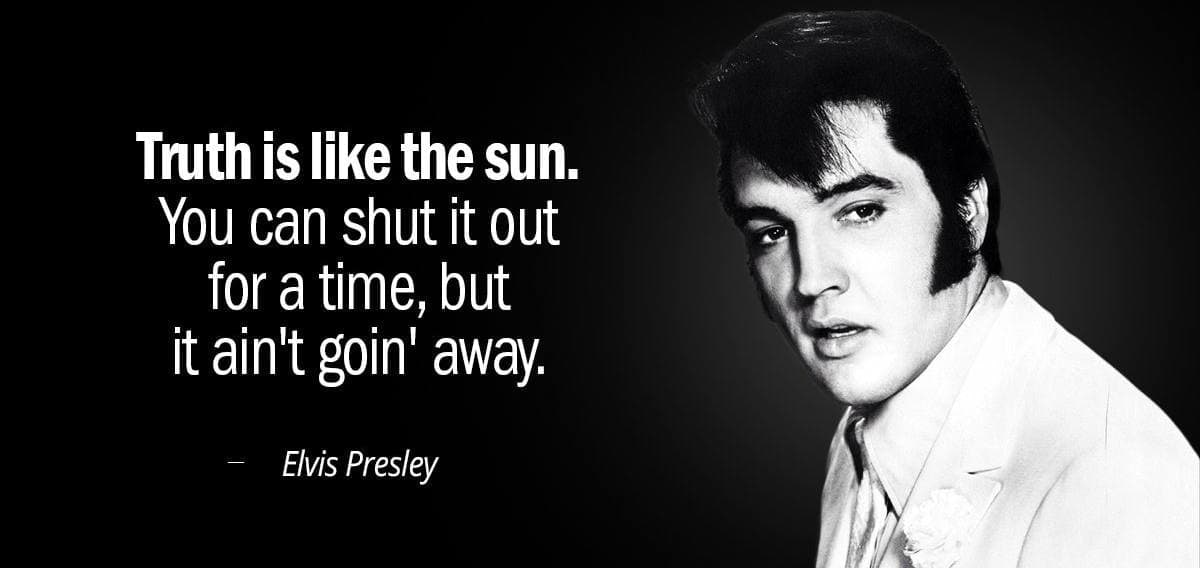 Truth is like the sun.
You can shut it out
for a time, but
it ain't goin' away.
– Elvis Presley